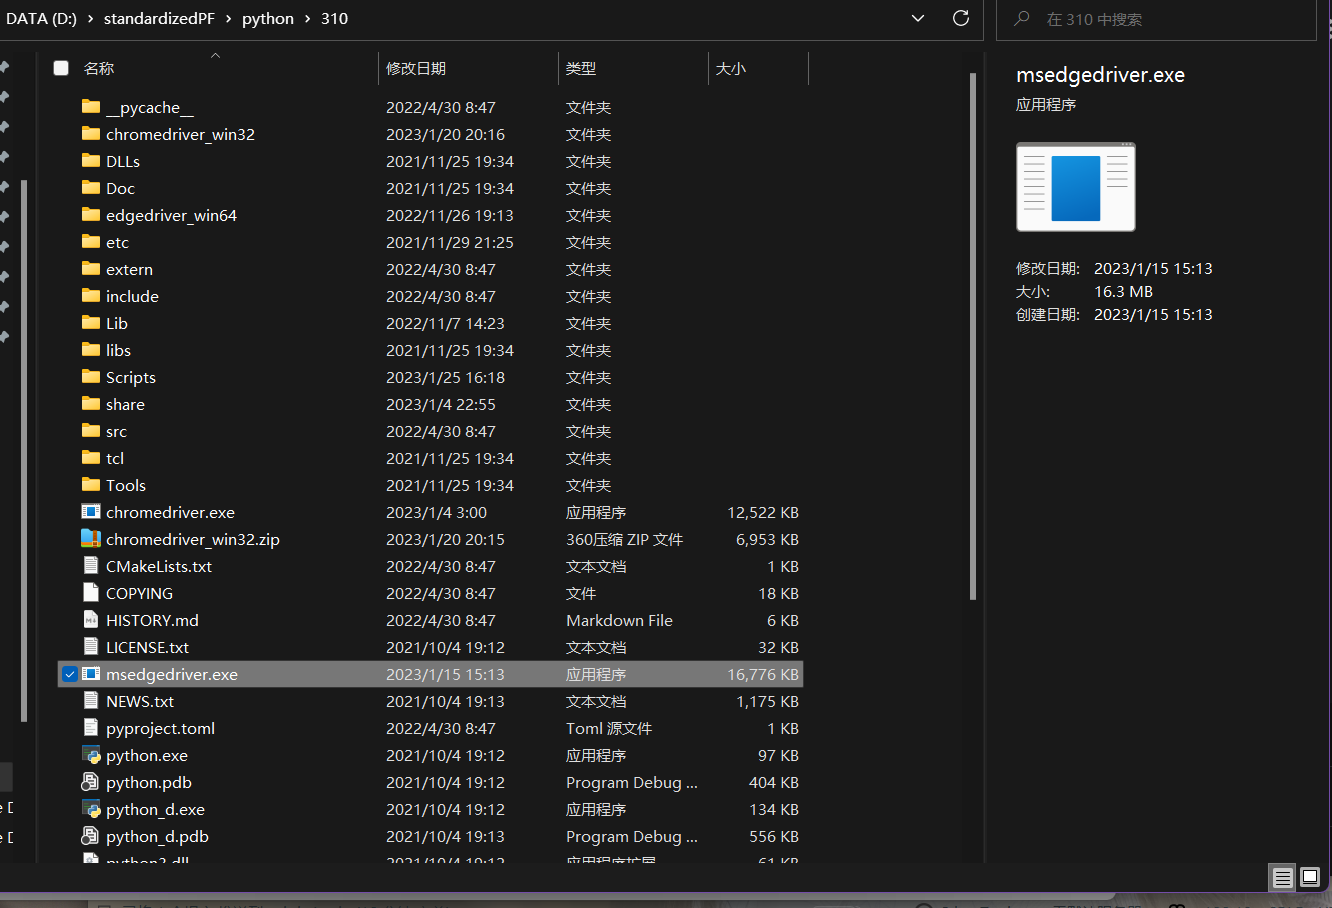 DATA (D:) › standardizedPF › python › 310
在 310 中搜索
名称 修改日期 类型 大小
__pycache__ 2022/4/30 8:47 文件夹
chromedriver_win32 2023/1/20 20:16 文件夹
DLLs 2021/11/25 19:34 文件夹
Doc 2021/11/25 19:34 文件夹
edgedriver_win64 2022/11/26 19:13 文件夹
etc 2021/11/29 21:25 文件夹
extern 2022/4/30 8:47 文件夹
include 2022/4/30 8:47 文件夹
Lib 2022/11/7 14:23 文件夹
libs 2021/11/25 19:34 文件夹
Scripts 2023/1/25 16:18 文件夹
share 2023/1/4 22:55 文件夹
src 2022/4/30 8:47 文件夹
tcl 2021/11/25 19:34 文件夹
Tools 2021/11/25 19:34 文件夹
chromedriver.exe 2023/1/4 3:00 应用程序 12,522 KB
chromedriver_win32.zip 2023/1/20 20:15 360压缩 ZIP 文件 6,953 KB
CMakeLists.txt 2022/4/30 8:47 文本文档 1 KB
COPYING 2022/4/30 8:47 文件 18 KB
HISTORY.md 2022/4/30 8:47 Markdown File 6 KB
LICENSE.txt 2021/10/4 19:12 文本文档 32 KB
msedgedriver.exe 2023/1/15 15:13 应用程序 16,776 KB
NEWS.txt 2021/10/4 19:13 文本文档 1,175 KB
pyproject.toml 2022/4/30 8:47 Toml 源文件 1 KB
python.exe 2021/10/4 19:12 应用程序 97 KB
python.pdb 2021/10/4 19:12 Program Debug ... 404 KB
python_d.exe 2021/10/4 19:12 应用程序 134 KB
python_d.pdb 2021/10/4 19:13 Program Debug ... 556 KB
python3.dll 2021/10/4 19:12 应用程序扩展 61 KB
msedgedriver.exe
应用程序
修改日期: 2023/1/15 15:13
大小: 16.3 MB
创建日期: 2023/1/15 15:13